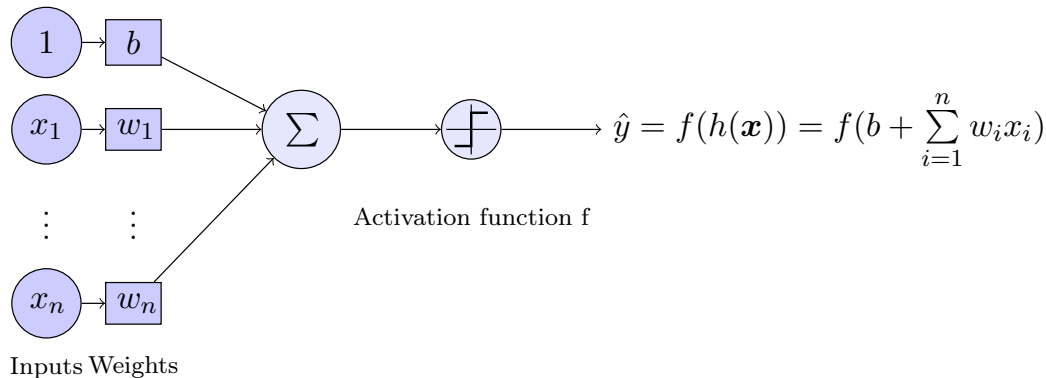 1 b
x₁ w₁ ∑ ŷ = f(h(𝒙)) = f(b + ∑ᵢ₌₁ⁿ wᵢxᵢ)
⋮ ⋮ Activation function f
xₙ wₙ
Inputs Weights